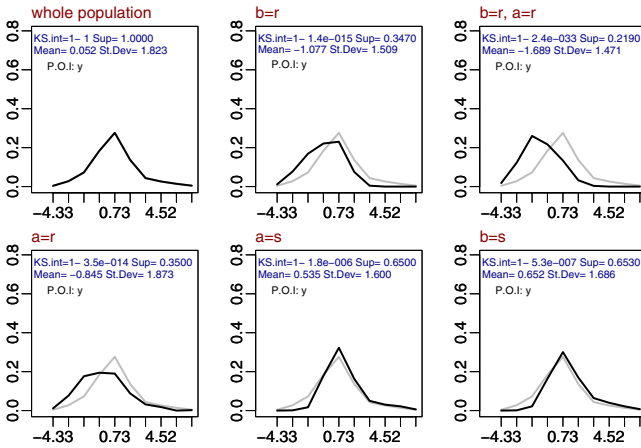 whole population
KS.int=1- 1 Sup= 1.0000
Mean= 0.052 St.Dev= 1.823
P.O.I: y
0.0 0.2 0.4 0.6 0.8
−4.33 0.73 4.52
b=r
KS.int=1- 1.4e-015 Sup= 0.3470
Mean= −1.077 St.Dev= 1.509
P.O.I: y
0.0 0.2 0.4 0.6 0.8
−4.33 0.73 4.52
b=r, a=r
KS.int=1- 2.4e-033 Sup= 0.2190
Mean= −1.689 St.Dev= 1.471
P.O.I: y
0.0 0.2 0.4 0.6 0.8
−4.33 0.73 4.52
a=r
KS.int=1- 3.5e-014 Sup= 0.3500
Mean= −0.845 St.Dev= 1.873
P.O.I: y
0.0 0.2 0.4 0.6 0.8
−4.33 0.73 4.52
a=s
KS.int=1- 1.8e-006 Sup= 0.6500
Mean= 0.535 St.Dev= 1.600
P.O.I: y
0.0 0.2 0.4 0.6 0.8
−4.33 0.73 4.52
b=s
KS.int=1- 5.3e-007 Sup= 0.6530
Mean= 0.652 St.Dev= 1.686
P.O.I: y
0.0 0.2 0.4 0.6 0.8
−4.33 0.73 4.52